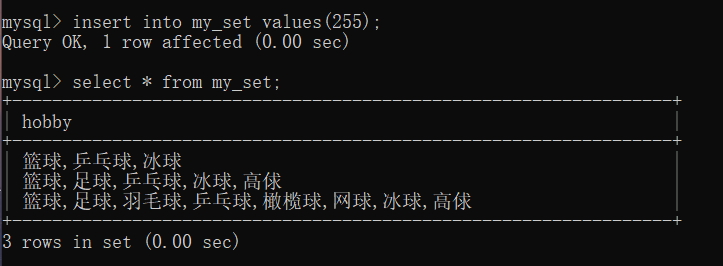 mysql> insert into my_set values(255);
Query OK, 1 row affected (0.00 sec)
mysql> select * from my_set;
+------------------------------------------------------------------+
| hobby                                                            |
+------------------------------------------------------------------+
| 篮球,乒乓球,冰球                                                 |
| 篮球,足球,乒乓球,冰球,高俅                                       |
| 篮球,足球,羽毛球,乒乓球,橄榄球,网球,冰球,高俅                    |
+------------------------------------------------------------------+
3 rows in set (0.00 sec)